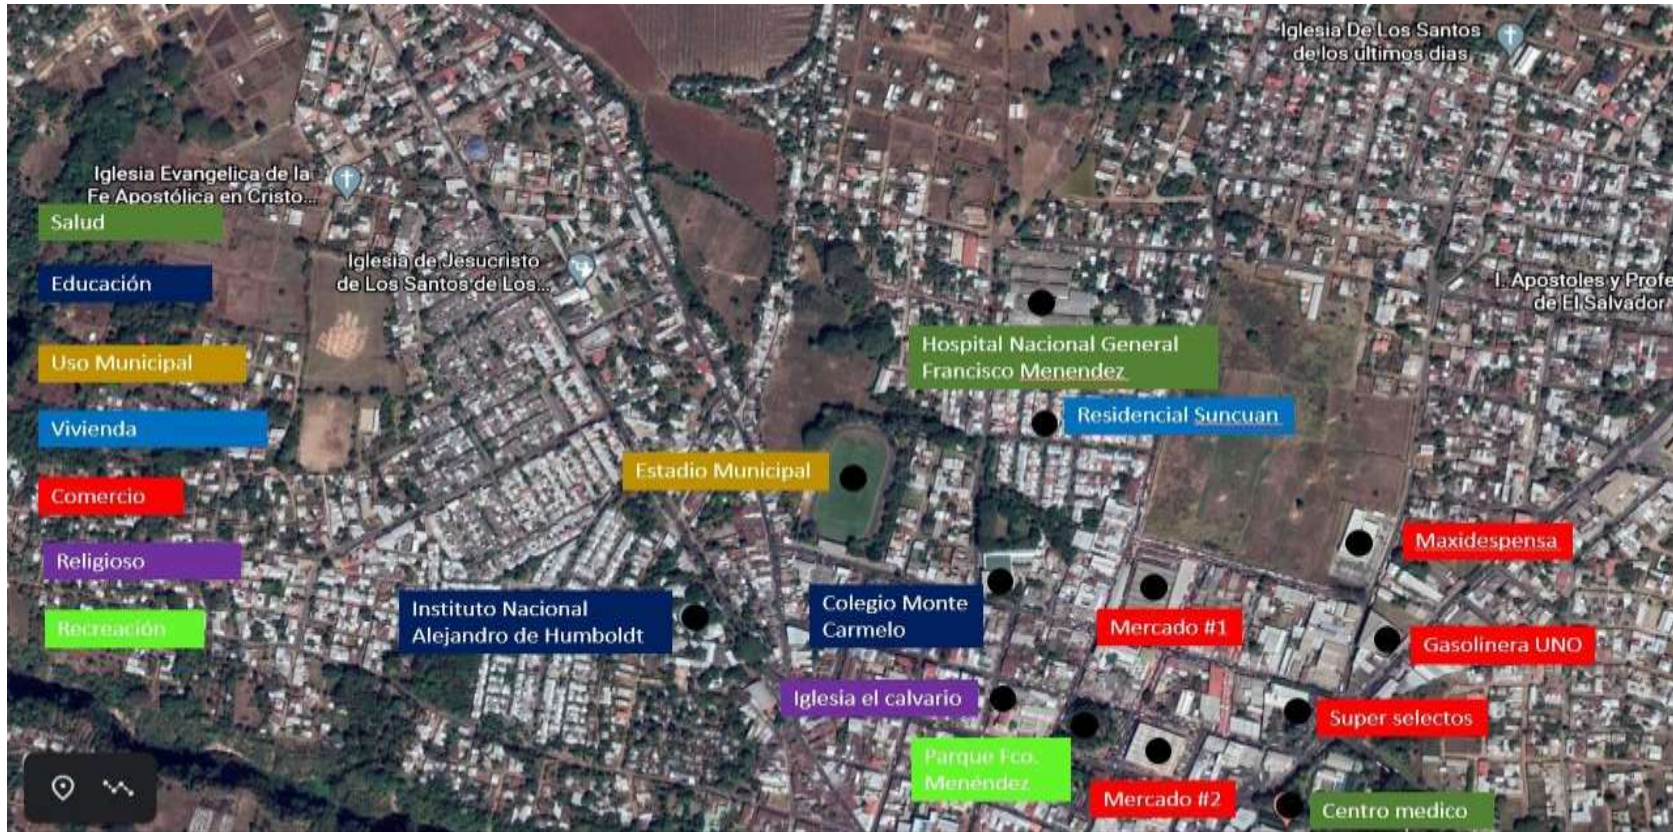 Iglesia De Los Santos
de los últimos dias
Iglesia Evangelica de la
Fe Apostólica en Cristo...
Salud
Iglesia de Jesucristo
de Los Santos de Los...
Educación
I. Apostoles y Profe
de El Salvador
Hospital Nacional General
Francisco Menendez
Uso Municipal
Vivienda
Residencial Suncuan
Estadio Municipal
Comercio
Maxidespensa
Religioso
Instituto Nacional
Alejandro de Humboldt
Colegio Monte
Carmelo
Recreación
Mercado #1
Gasolinera UNO
Iglesia el calvario
Super selectos
Parque Fco.
Menéndez
Mercado #2
Centro medico